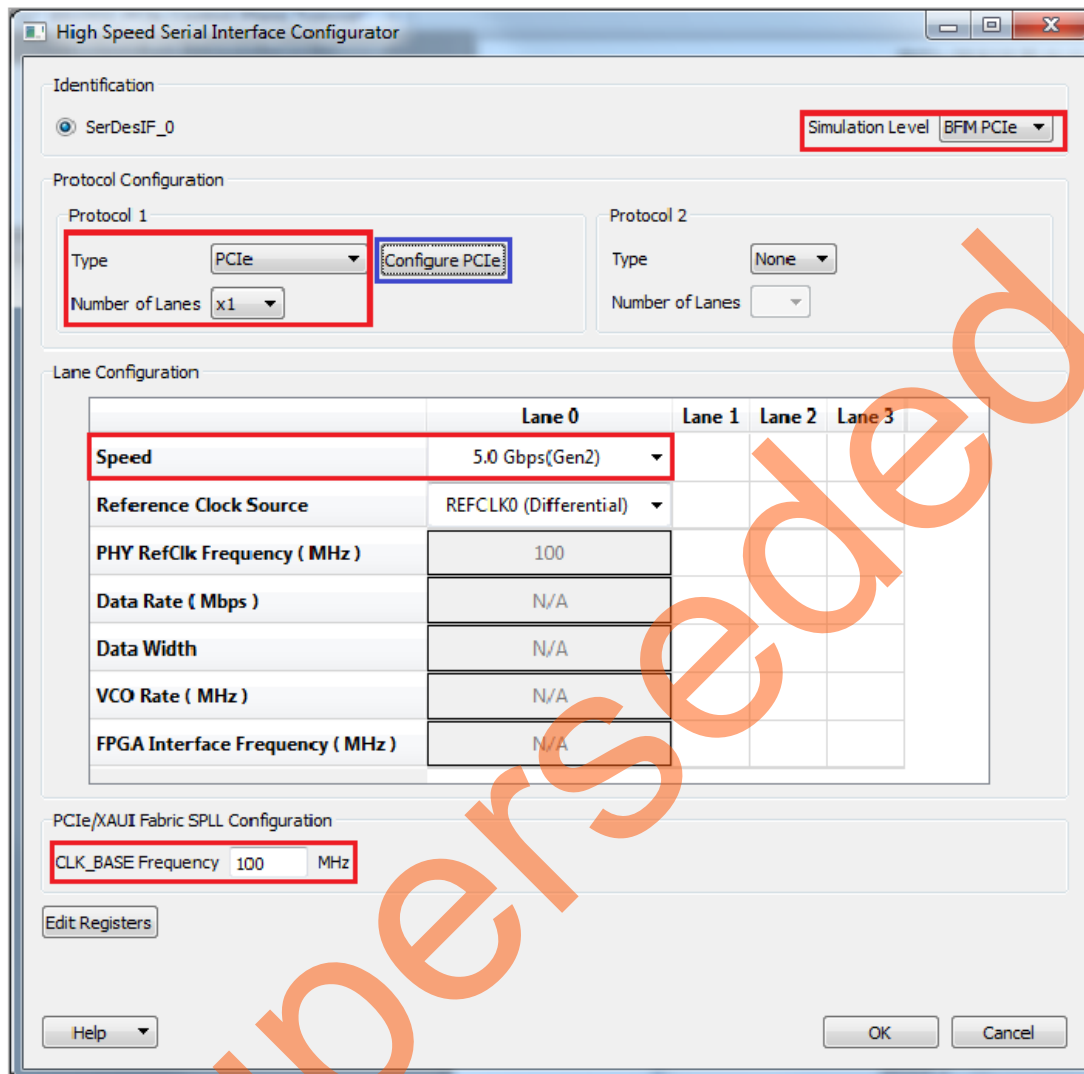 High Speed Serial Interface Configurator
Identification
SerDesIF_0
Simulation Level BFM PCIe
Protocol Configuration
Protocol 1
Type PCIe Configure PCIe
Number of Lanes x1
Protocol 2
Type None
Number of Lanes
Lane Configuration
Lane 0 Lane 1 Lane 2 Lane 3
Speed 5.0 Gbps(Gen2)
Reference Clock Source REFCLK0 (Differential)
PHY RefClk Frequency ( MHz ) 100
Data Rate ( Mbps ) N/A
Data Width N/A
VCO Rate ( MHz ) N/A
FPGA Interface Frequency ( MHz ) N/A
PCIe/XAUI Fabric SPLL Configuration
CLK_BASE Frequency 100 MHz
Edit Registers
Help OK Cancel
perseded